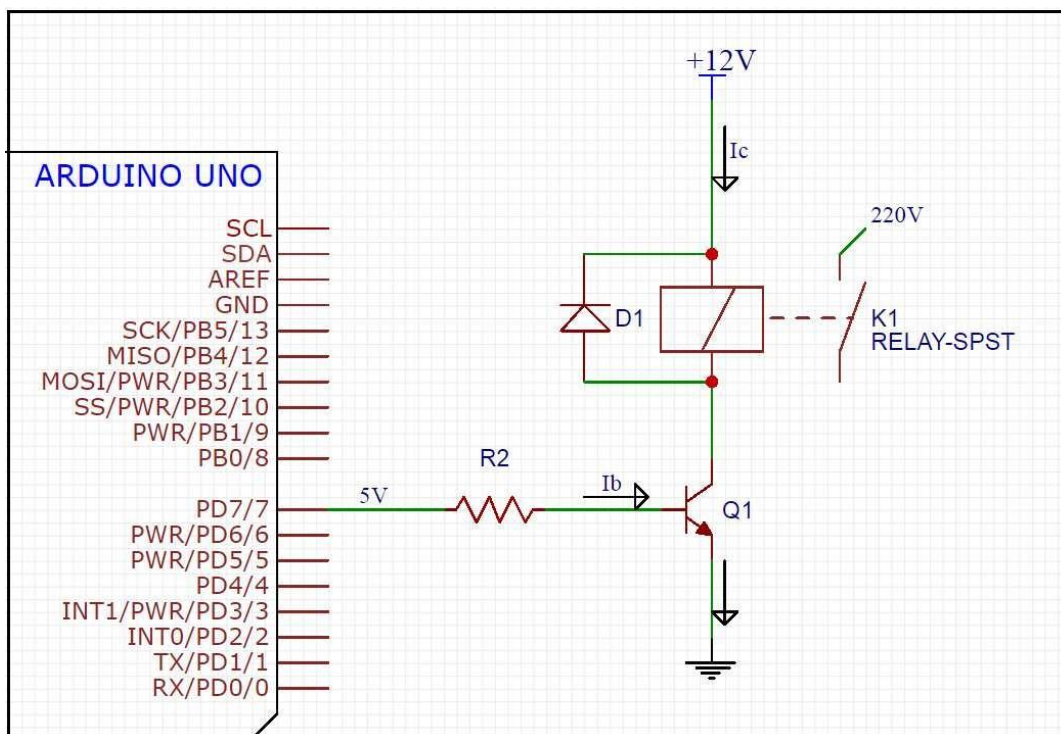 +12V
Ic
ARDUINO UNO
220V
SCL
SDA
AREF
GND
D1
K1
SCK/PB5/13
RELAY-SPST
MISO/PB4/12
MOSI/PWR/PB3/11
SS/PWR/PB2/10
PWR/PB1/9
PB0/8
R2
5V
Ib
PD7/7
Q1
PWR/PD6/6
PWR/PD5/5
PD4/4
INT1/PWR/PD3/3
INT0/PD2/2
TX/PD1/1
RX/PD0/0